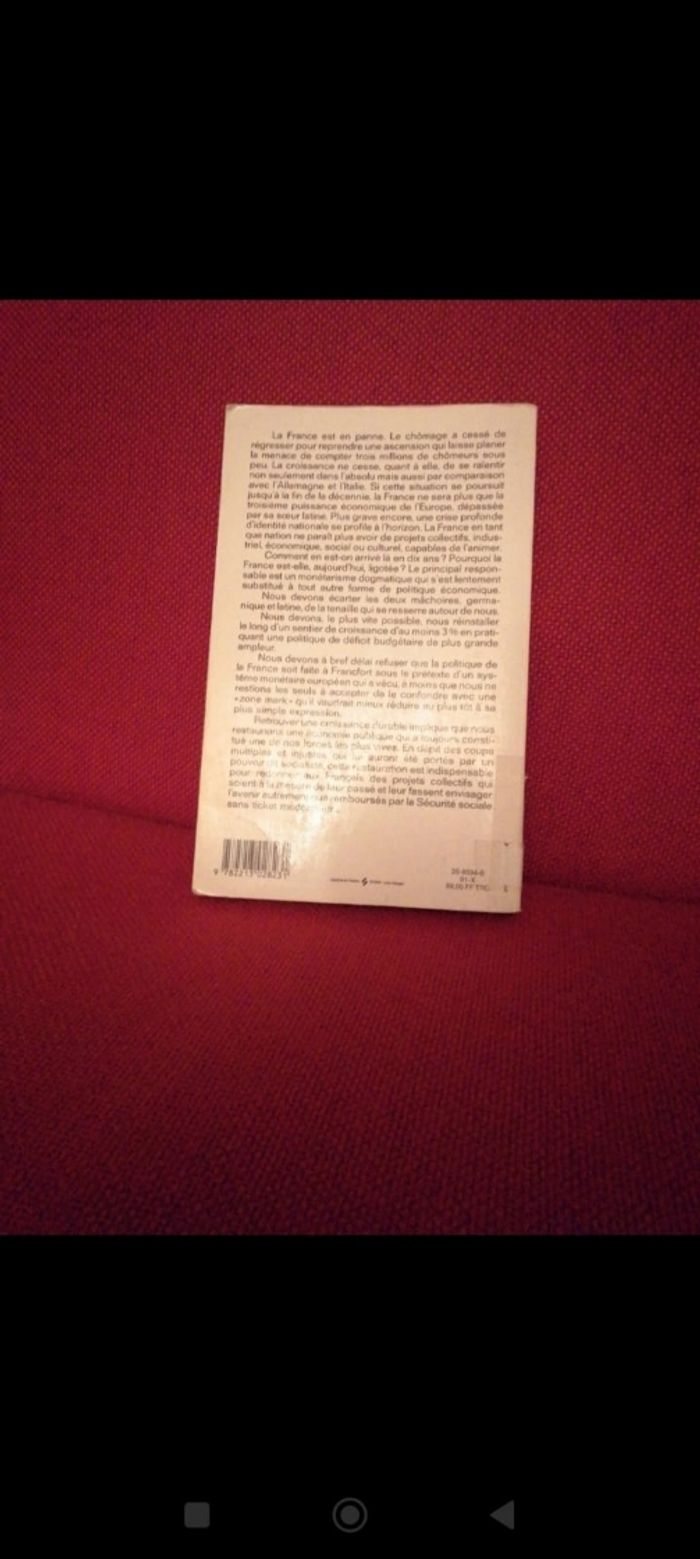 La France est en panne. Le chômage a cessé de
régresser pour reprendre une ascension qui laisse planer
la menace de compter trois millions de chômeurs sous
peu. La croissance ne cesse, quant à elle, de se ralentir
non seulement dans l'absolu mais aussi par comparaison
avec l'Allemagne et l'Italie. Si cette situation se poursuit
jusqu'à la fin de la décennie, la France ne sera plus que la
troisième puissance économique de l'Europe, dépassée
par sa sœur latine. Plus grave encore, une crise profonde
d'identité nationale se profile à l'horizon. La France en tant
que nation ne paraît plus avoir de projets collectifs, indus-
triel, économique, social ou culturel, capables de l'animer.
Comment en est-on arrivé là en dix ans ? Pourquoi la
France est-elle, aujourd'hui, ligotée ? Le principal respon-
sable est un monétarisme dogmatique qui s'est lentement
substitué à tout autre forme de politique économique.
Nous devons écarter les deux mâchoires, germa-
nique et latine, de la tenaille qui se resserre autour de nous.
Nous devons, le plus vite possible, nous réinstaller
le long d'un sentier de croissance d'au moins 3 % en prati-
quant une politique de déficit budgétaire de plus grande
ampleur.
Nous devons à bref délai refuser que la politique de
la France soit faite à Francfort sous le prétexte d'un sys-
tème monétaire européen qui a vécu, à moins que nous ne
restions les seuls à accepter de le confondre avec une
«zone mark» qu'il vaudrait mieux réduire au plus tôt à sa
plus simple expression.
Retrouver une croissance durable implique que nous
restaurions une économie publique qui a toujours consti-
tué une de nos forces les plus vives. En dépit des coups
multiples et injustes qui lui auront été portés par un
pouvoir socialiste, cette restauration est indispensable
pour redonner aux Français des projets collectifs qui
soient à la mesure de leur passé et leur fassent envisager
l'avenir autrement que remboursés par la Sécurité sociale
sans ticket modérateur.
9 782213 028231
91-X